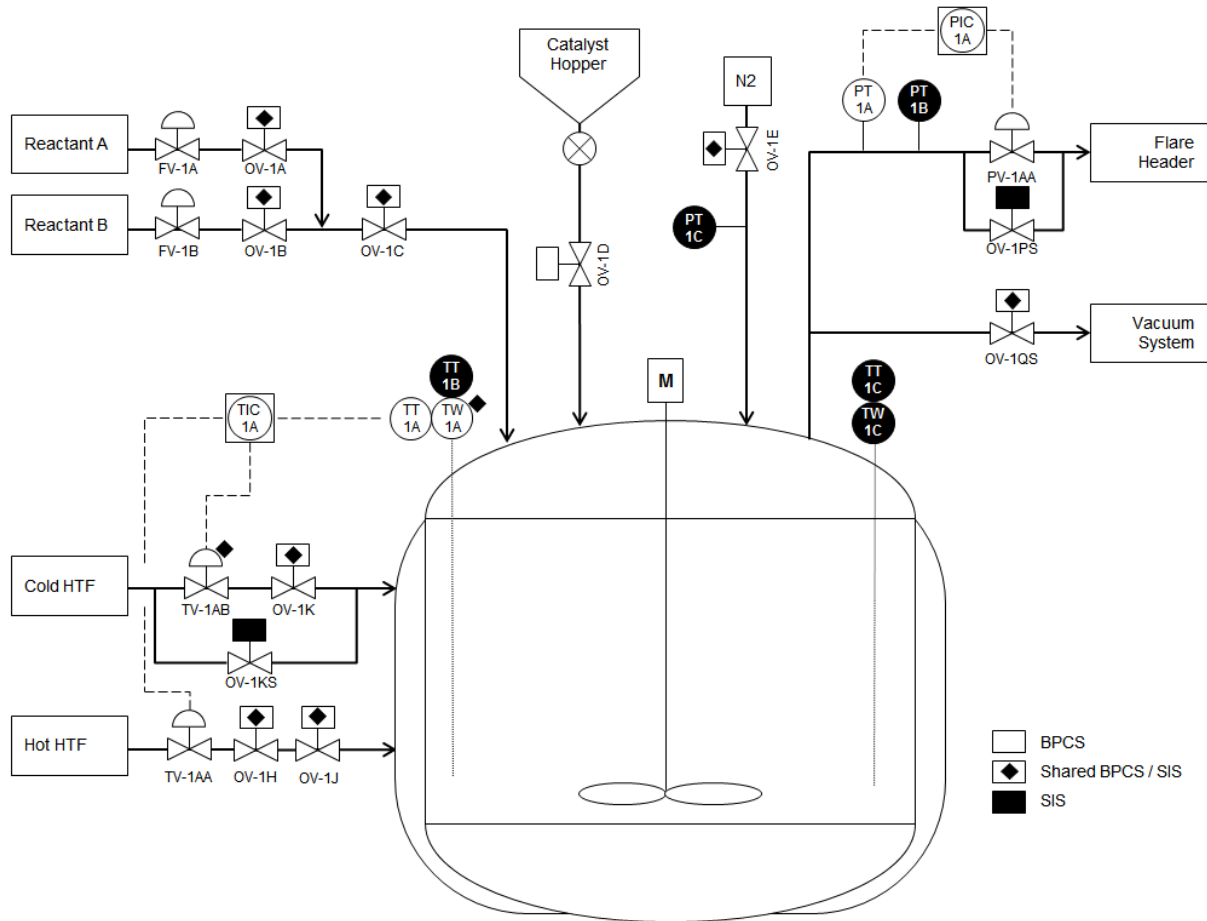 PIC
1A
Catalyst
Hopper
N2
PT
1A
PT
1B
Reactant A
FV-1A
OV-1A
OV-1E
PV-1AA
Flare
Header
Reactant B
FV-1B
OV-1B
OV-1C
PT
1C
OV-1D
OV-1PS
OV-1QS
Vacuum
System
M
TT
1B
TT
1C
TIC
1A
TT
1A
TW
1A
TW
1C
Cold HTF
TV-1AB
OV-1K
OV-1KS
Hot HTF
TV-1AA
OV-1H
OV-1J
BPCS
Shared BPCS / SIS
SIS